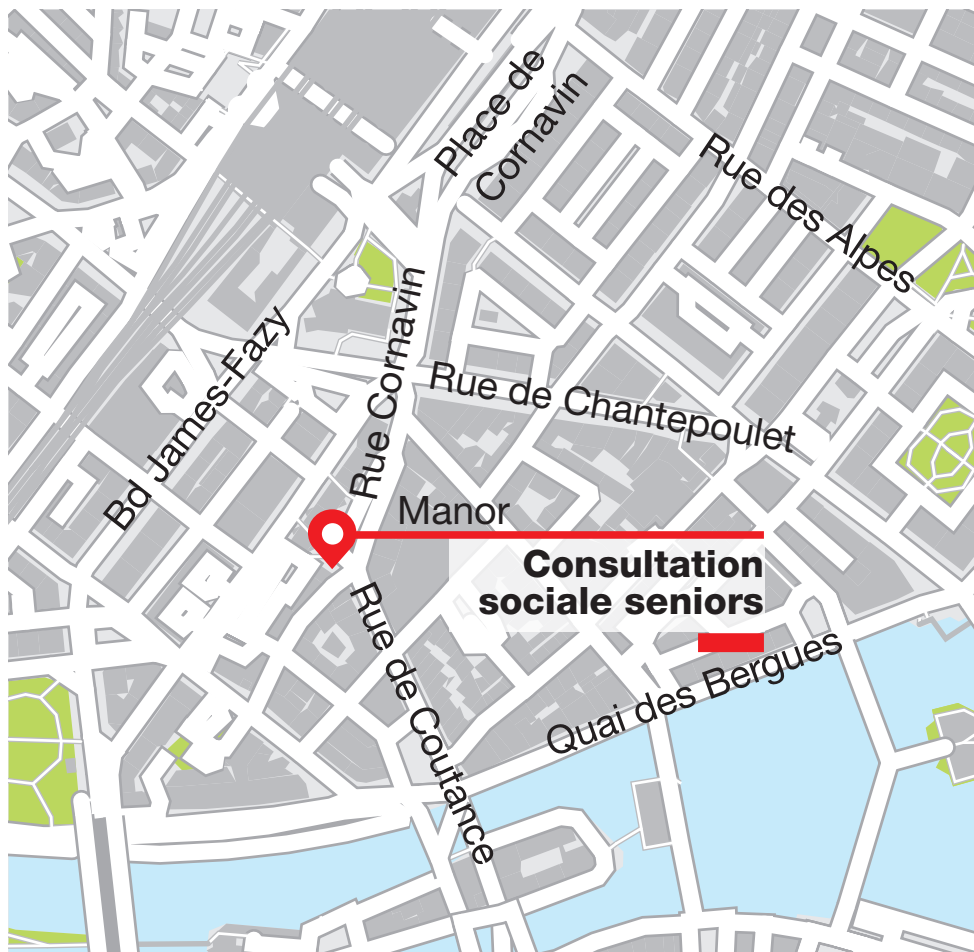 Place de
Cornavin
Rue des Alpes
Bd James-Fazy
Rue Cornavin
Rue de Chantepoulet
Manor
Consultation
sociale seniors
Rue de Coutance
Quai des Bergues